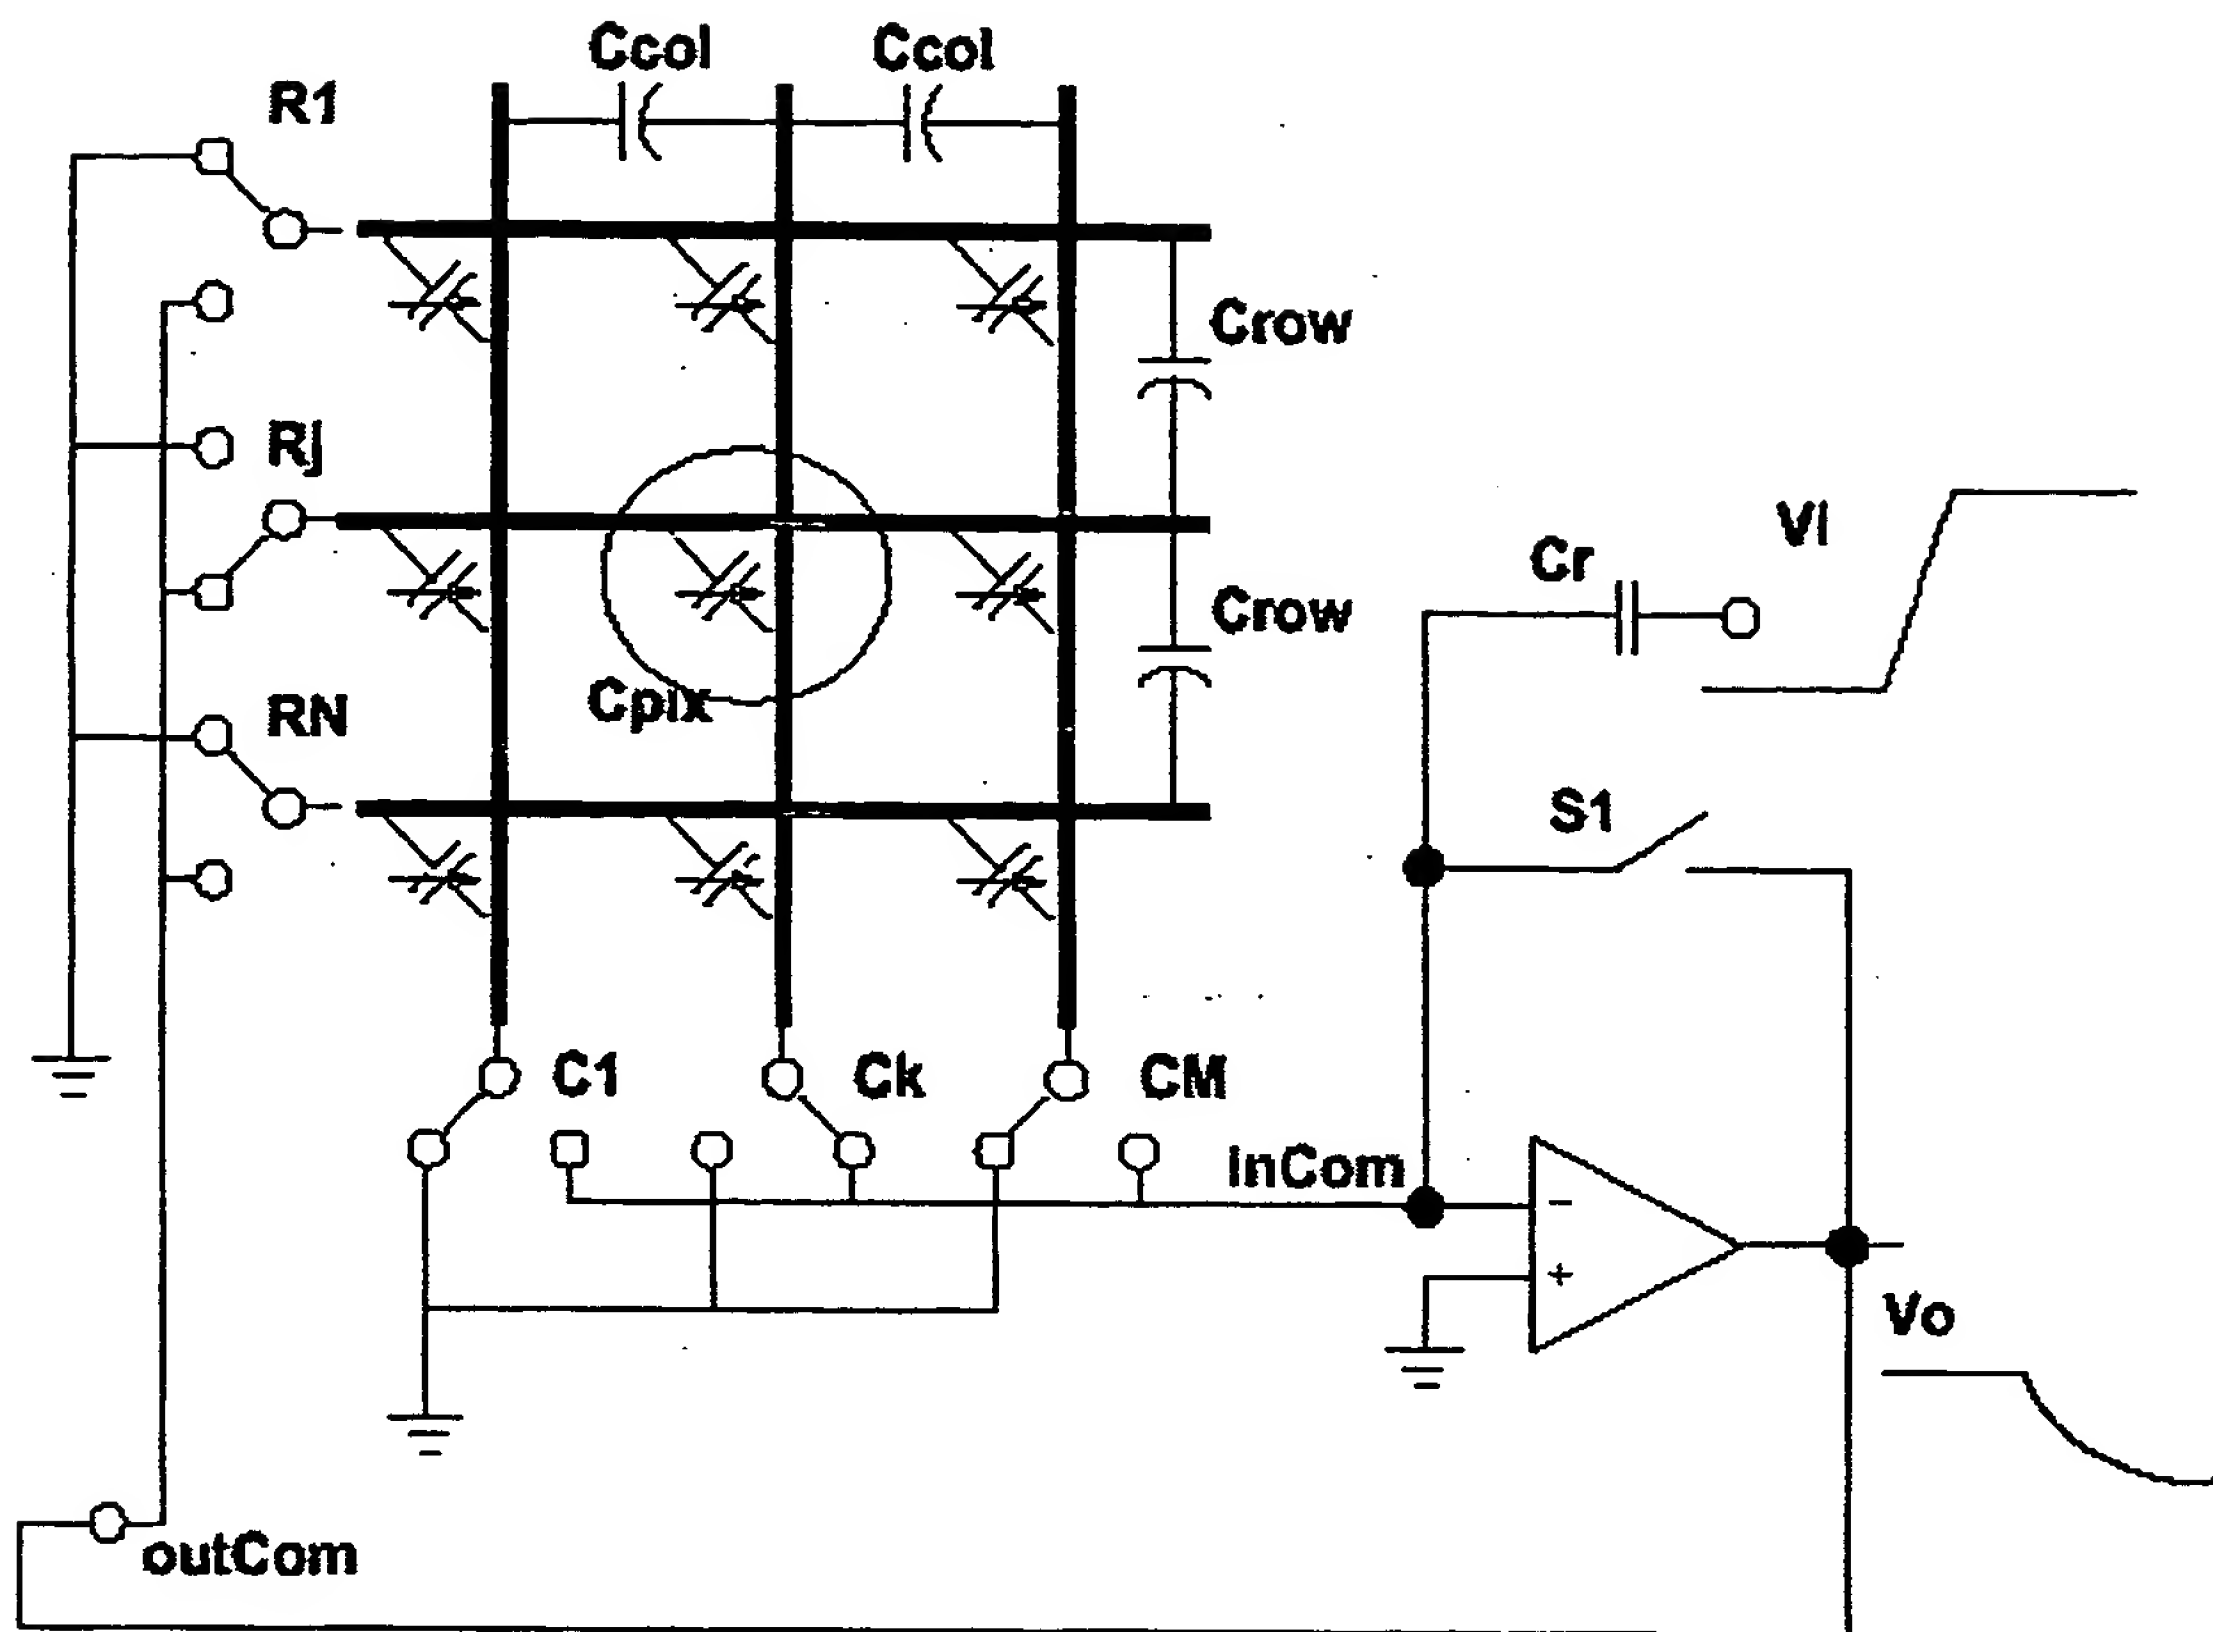 Ccol Ccol
R1
Crow
Rj
Vi
Cr
Crow
Cpix
RN
S1
C1 Ck CM
InCom
−
+
Vo
outCom